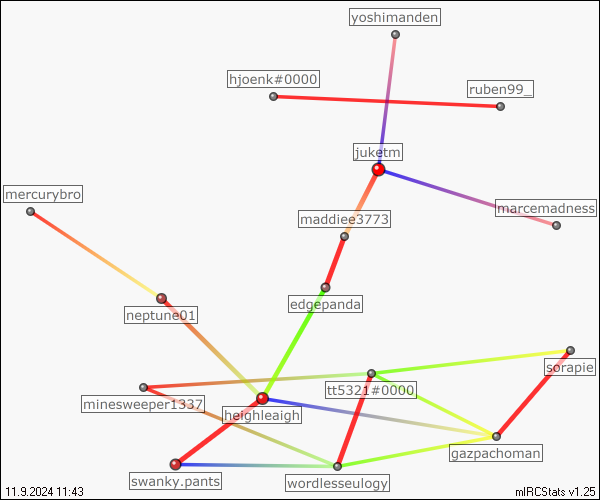 yoshimanden
hjoenk#0000
ruben99_
juketm
mercurybro
marcemadness
maddiee3773
edgepanda
neptune01
sorapie
tt5321#0000
minesweeper1337
heighleaigh
gazpachoman
swanky.pants
wordlesseulogy
11.9.2024 11:43
mIRCStats v1.25